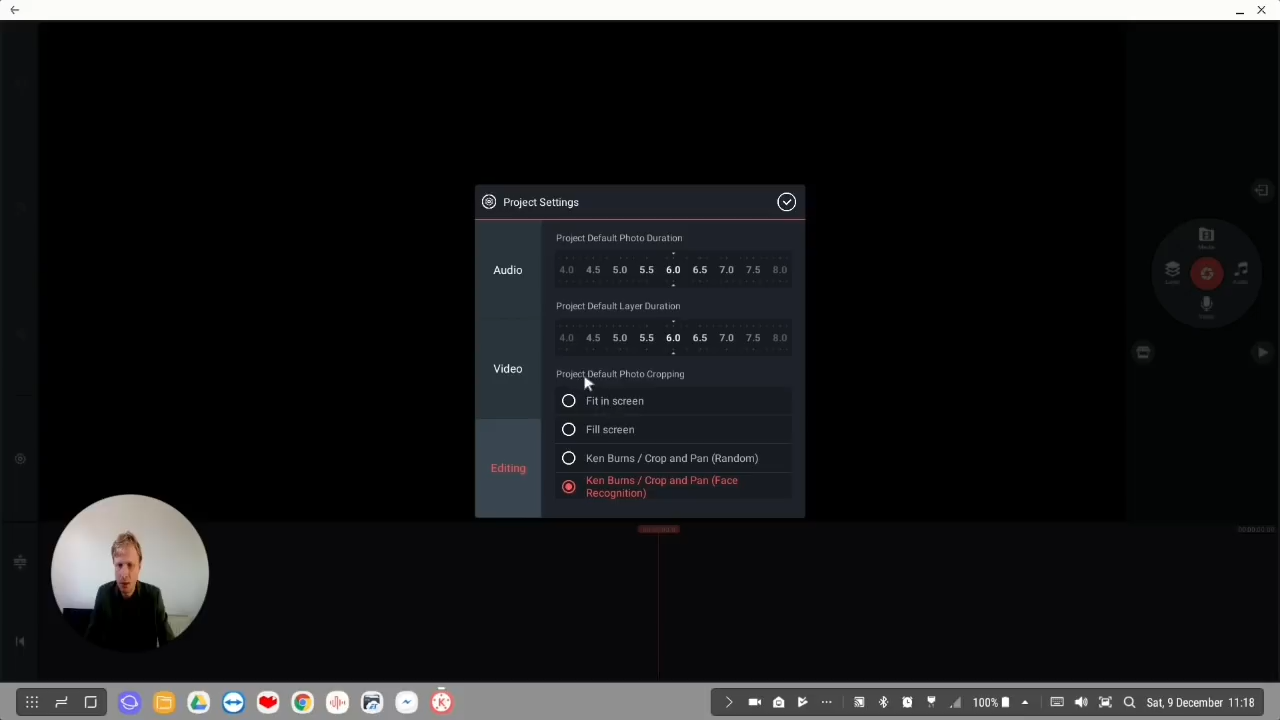 Project Settings
Audio
Video
Editing
Project Default Photo Duration
4.0 4.5 5.0 5.5 6.0 6.5 7.0 7.5 8.0
Project Default Layer Duration
4.0 4.5 5.0 5.5 6.0 6.5 7.0 7.5 8.0
Project Default Photo Cropping
Fit in screen
Fill screen
Ken Burns / Crop and Pan (Random)
Ken Burns / Crop and Pan (Face
Recognition)
Media
Audio
K
100%
Sat, 9 December 11:18